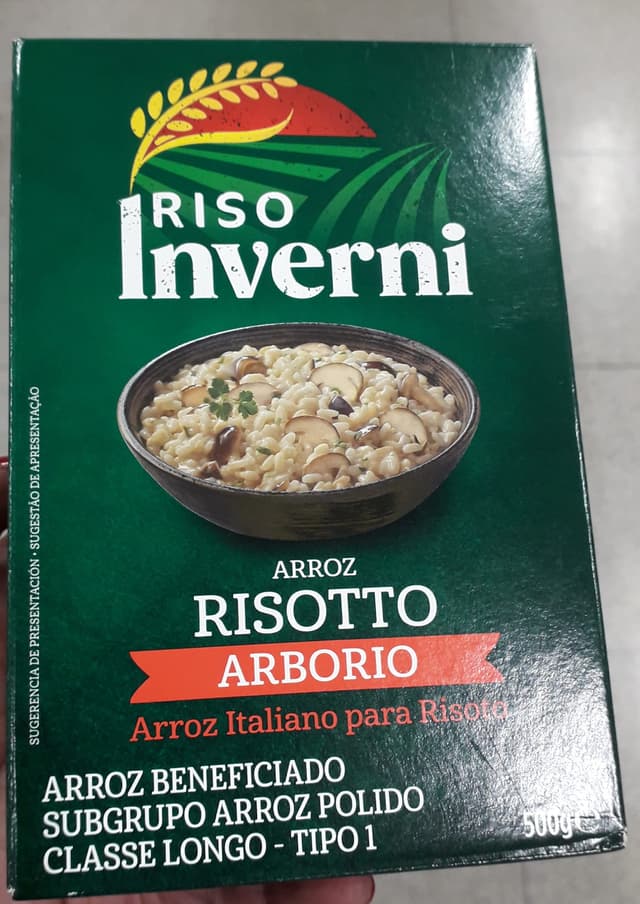 RISO
Inverni
SUGERENCIA DE PRESENTACIÓN • SUGESTÃO DE APRESENTAÇÃO
ARROZ
RISOTTO
ARBORIO
Arroz Italiano para Risoto
ARROZ BENEFICIADO
SUBGRUPO ARROZ POLIDO
CLASSE LONGO - TIPO 1
500g